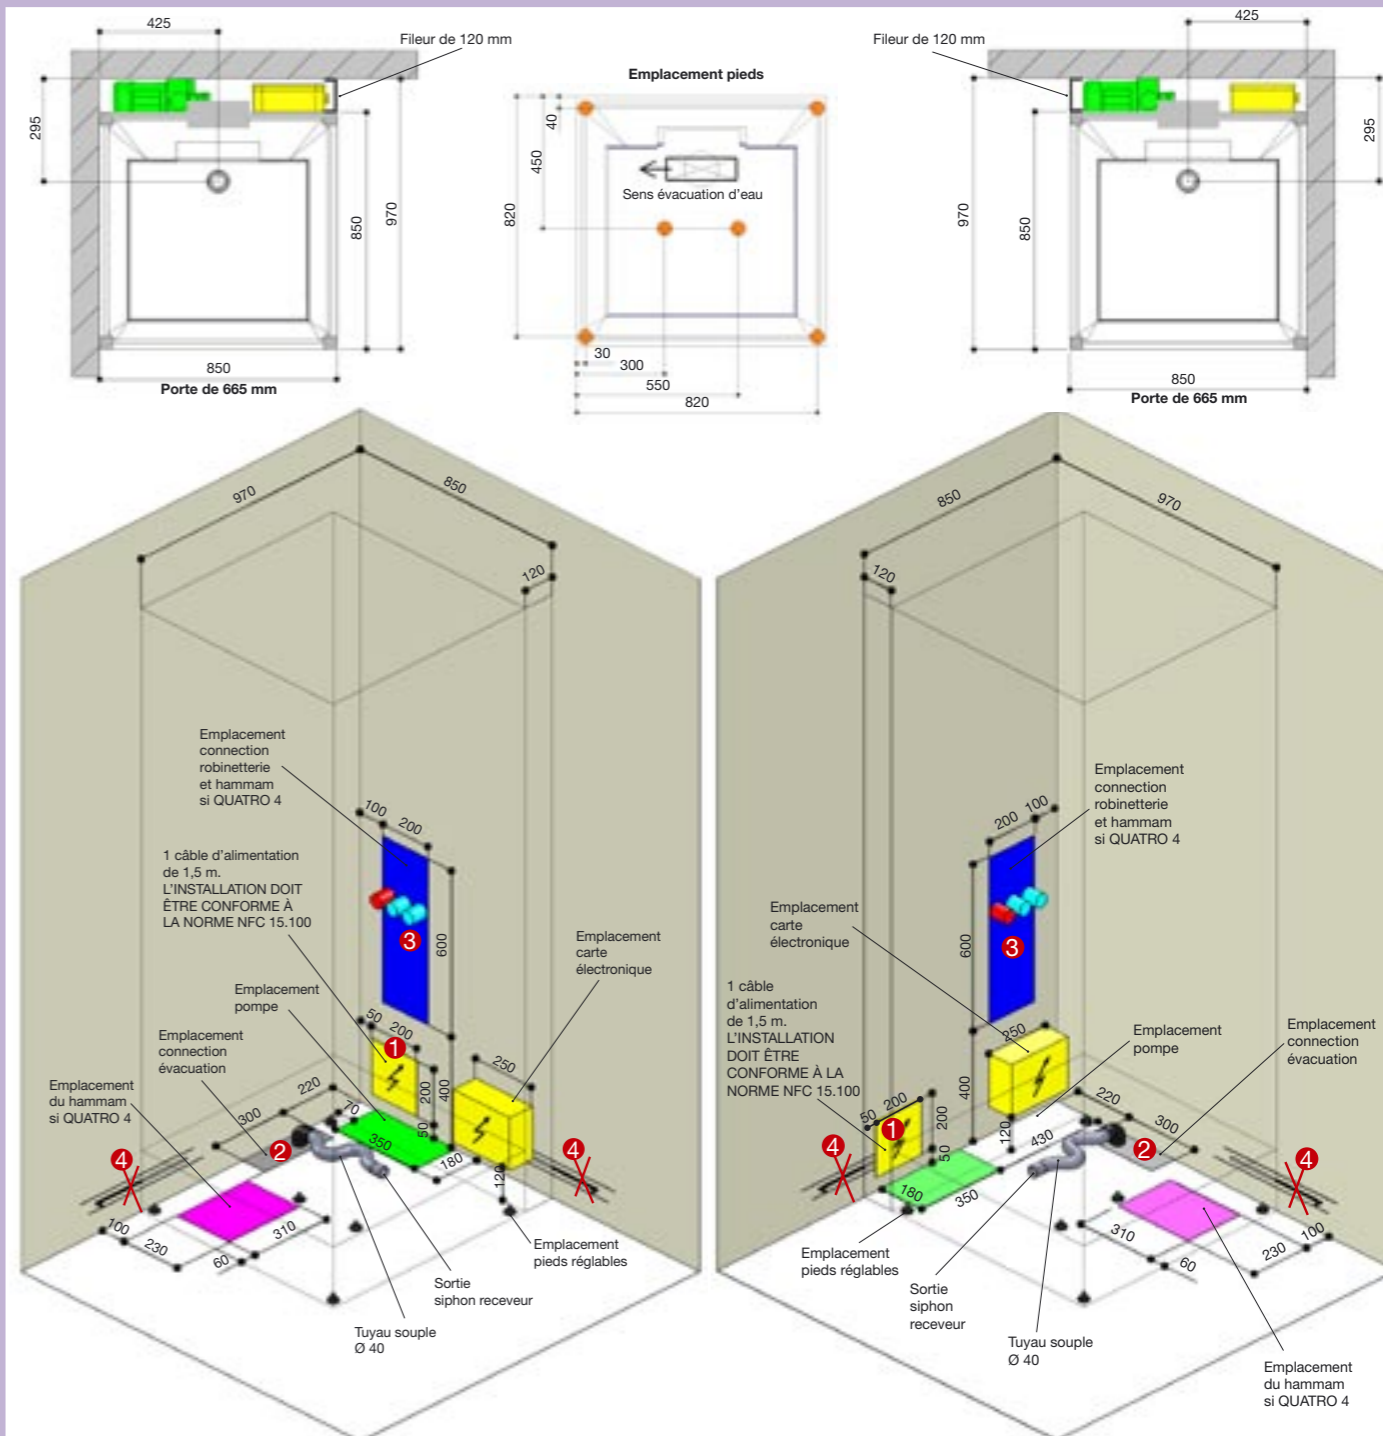 425
Fileur de 120 mm
295
850
970
850
Porte de 665 mm
Emplacement pieds
40
450
820
Sens évacuation d'eau
30
300
550
820
425
Fileur de 120 mm
295
970
850
850
Porte de 665 mm
970
850
120
Emplacement
connection
robinetterie
et hammam
si QUATRO 4
100
200
1 câble d'alimentation
de 1,5 m.
L'INSTALLATION DOIT
ÊTRE CONFORME À
LA NORME NFC 15.100
3
600
Emplacement
carte
électronique
Emplacement
pompe
50
200
1
Emplacement
connection
évacuation
250
200
400
Emplacement
du hammam
si QUATRO 4
220
300
70
50
350
180
2
4
4
120
100
230
310
60
Emplacement
pieds réglables
Sortie
siphon receveur
Tuyau souple
Ø 40
850
970
120
Emplacement
connection
robinetterie
et hammam
si QUATRO 4
200
100
Emplacement
carte
électronique
3
600
1 câble
d'alimentation
de 1,5 m.
L'INSTALLATION
DOIT ÊTRE
CONFORME À LA
NORME NFC 15.100
250
Emplacement
pompe
Emplacement
connection
évacuation
400
50
200
200
1
220
300
50
120
430
2
4
4
180
350
310
230
100
60
Emplacement
pieds réglables
Sortie
siphon
receveur
Tuyau souple
Ø 40
Emplacement
du hammam
si QUATRO 4